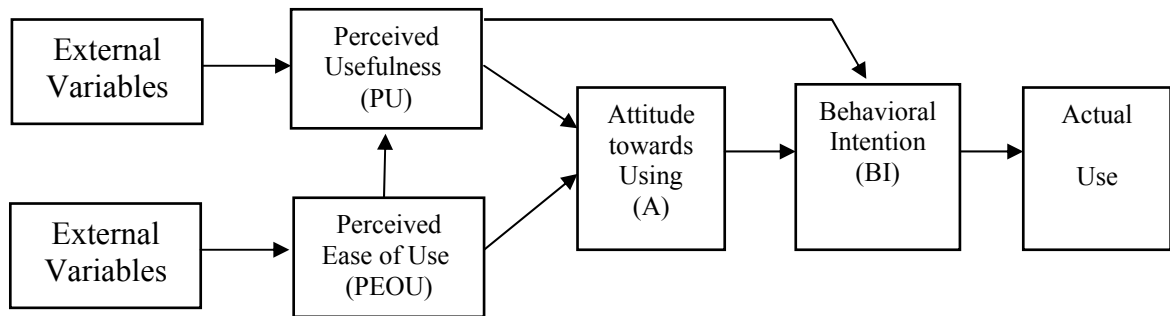 External
Variables
Perceived
Usefulness
(PU)
External
Variables
Perceived
Ease of Use
(PEOU)
Attitude
towards
Using
(A)
Behavioral
Intention
(BI)
Actual
Use